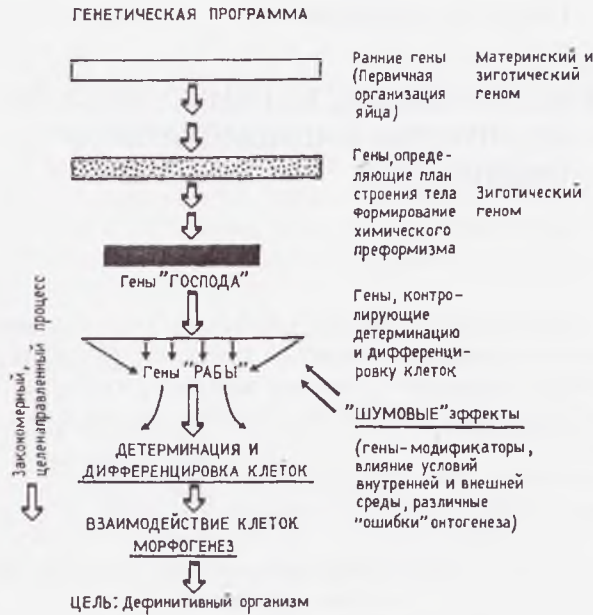 ГЕНЕТИЧЕСКАЯ ПРОГРАММА
Ранние гены
(Первичная
организация
яйца)
Материнский и
зиготический
геном
Гены,опреде-
ляющие план
строения тела
Формирование
химического
преформизма
Зиготический
геном
Гены "ГОСПОДА"
Гены, контро-
лирующие
детерминацию
и дифференци-
ровку клеток
Гены "РАБЫ"
"ШУМОВЫЕ" эффекты
(гены-модификаторы,
влияние условий
внутренней и внешней
среды, различные
"ошибки" онтогенеза)
ДЕТЕРМИНАЦИЯ И
ДИФФЕРЕНЦИРОВКА КЛЕТОК
ВЗАИМОДЕЙСТВИЕ КЛЕТОК
МОРФОГЕНЕЗ
ЦЕЛЬ: Дефинитивный организм
Закономерный,
целенаправленный процесс